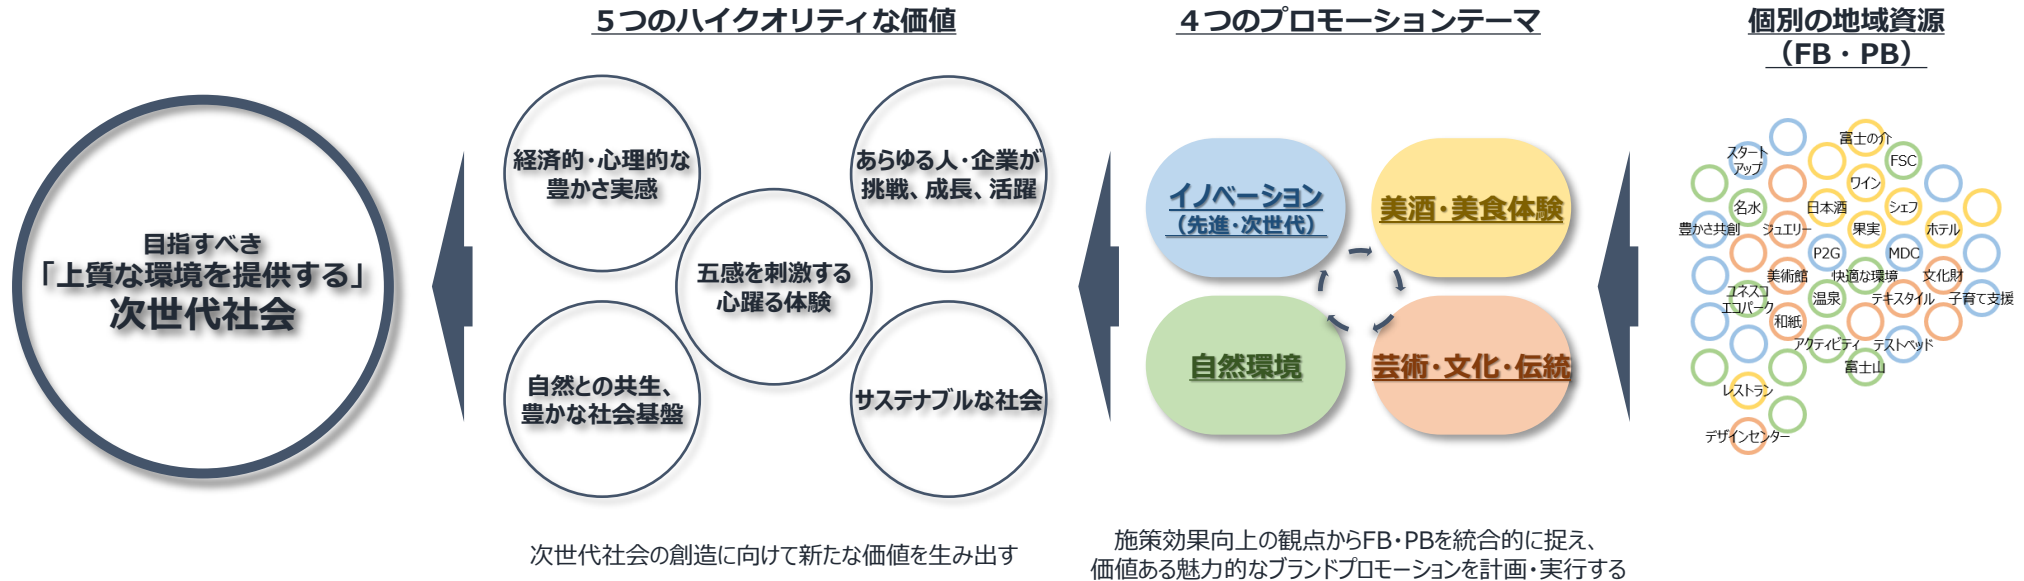 ５つのハイクオリティな価値
４つのプロモーションテーマ
個別の地域資源
（FB・PB）
目指すべき
「上質な環境を提供する」
次世代社会
経済的・心理的な
豊かさ実感
あらゆる人・企業が
挑戦、成長、活躍
五感を刺激する
心躍る体験
自然との共生、
豊かな社会基盤
サステナブルな社会
次世代社会の創造に向けて新たな価値を生み出す
イノベーション
（先進・次世代）
美酒・美食体験
自然環境
芸術・文化・伝統
施策効果向上の観点からFB・PBを統合的に捉え、
価値ある魅力的なブランドプロモーションを計画・実行する
富士の介
スタート
アップ
FSC
ワイン
名水
日本酒
シェフ
豊かさ共創
ジュエリー
果実
ホテル
P2G
MDC
美術館
快適な環境
文化財
ユネスコ
エコパーク
温泉
テキスタイル
子育て支援
和紙
アクティビティ
テストベッド
富士山
レストラン
デザインセンター